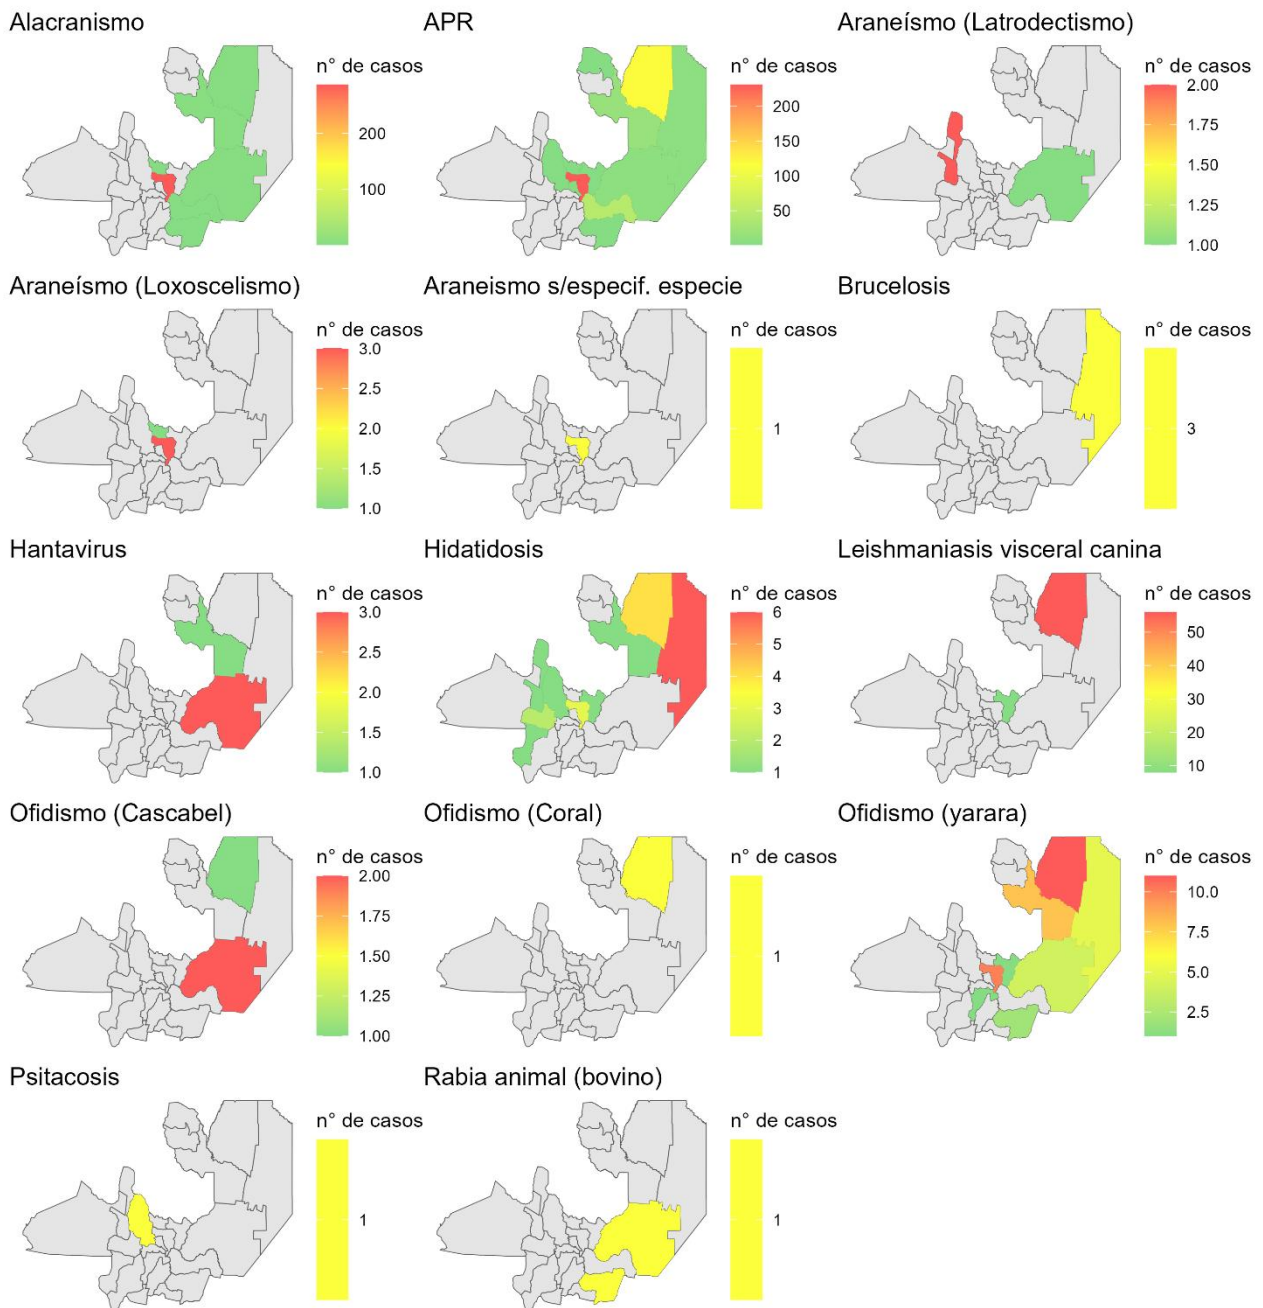 Alacranismo
n° de casos
200
100
APR
n° de casos
200
150
100
50
Araneísmo (Latrodectismo)
n° de casos
2.00
1.75
1.50
1.25
1.00
Araneísmo (Loxoscelismo)
n° de casos
3.0
2.5
2.0
1.5
1.0
Araneismo s/especif. especie
n° de casos
1
Brucelosis
n° de casos
3
Hantavirus
n° de casos
3.0
2.5
2.0
1.5
1.0
Hidatidosis
n° de casos
6
5
4
3
2
1
Leishmaniasis visceral canina
n° de casos
50
40
30
20
10
Ofidismo (Cascabel)
n° de casos
2.00
1.75
1.50
1.25
1.00
Ofidismo (Coral)
n° de casos
1
Ofidismo (yarara)
n° de casos
10.0
7.5
5.0
2.5
Psitacosis
n° de casos
1
Rabia animal (bovino)
n° de casos
1